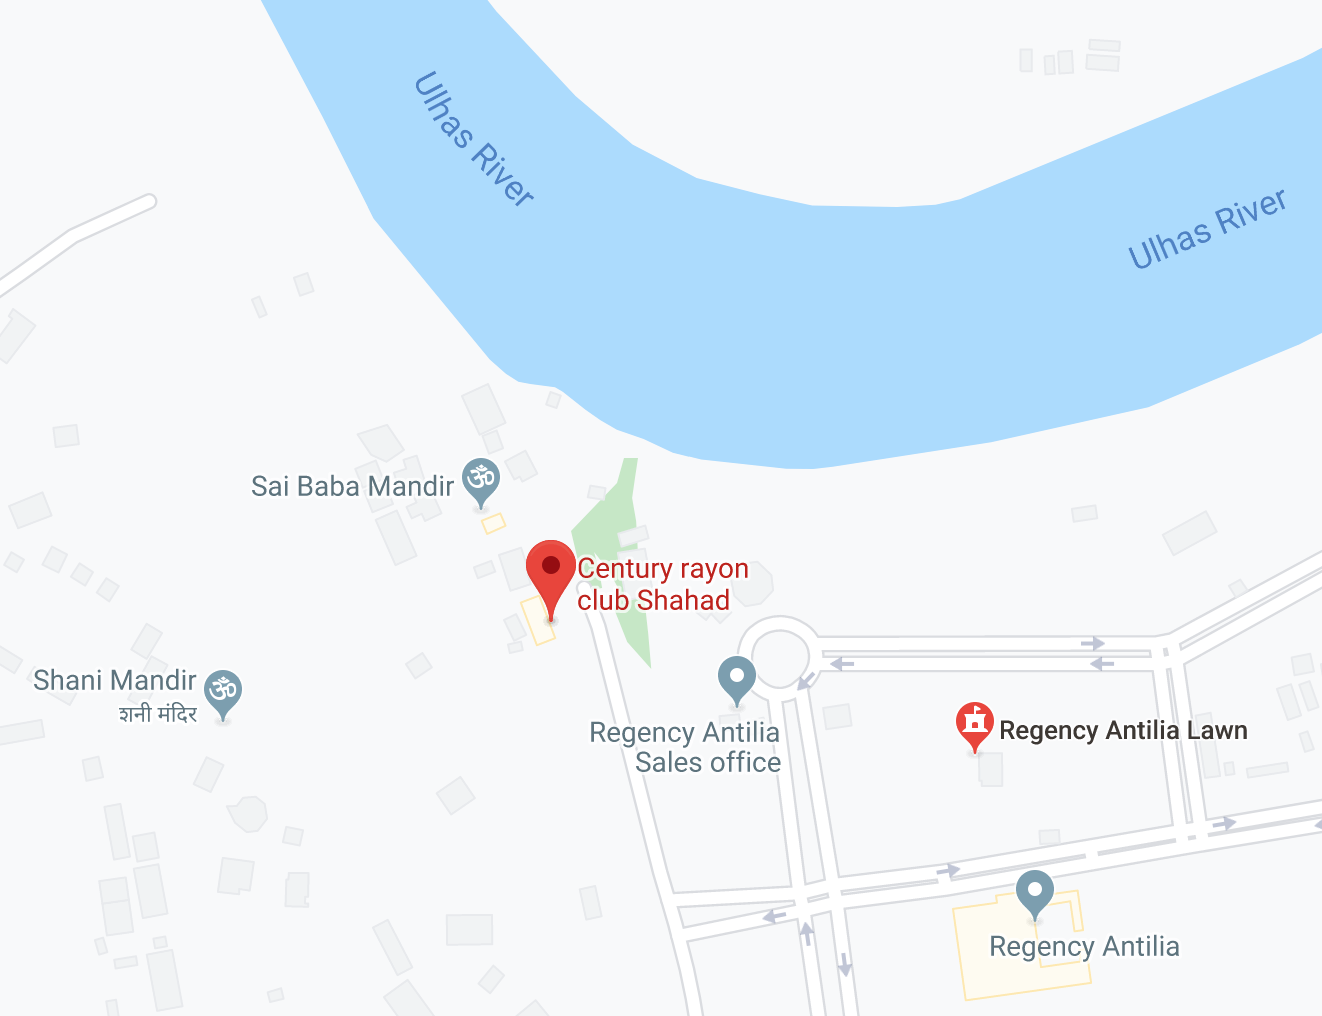 Ulhas River
Ulhas River
Sai Baba Mandir
Century rayon
club Shahad
Shani Mandir
शनी मंदिर
Regency Antilia
Sales office
Regency Antilia Lawn
Regency Antilia